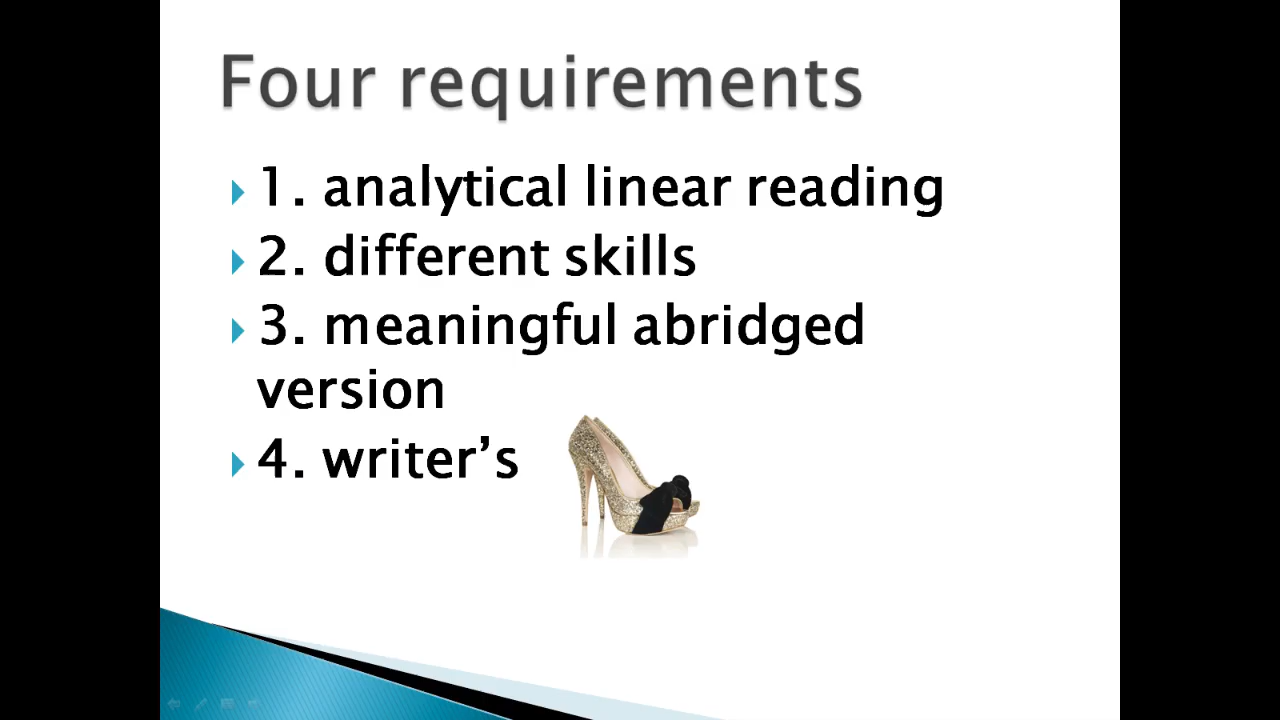 Four requirements
1. analytical linear reading
2. different skills
3. meaningful abridged
version
4. writer’s